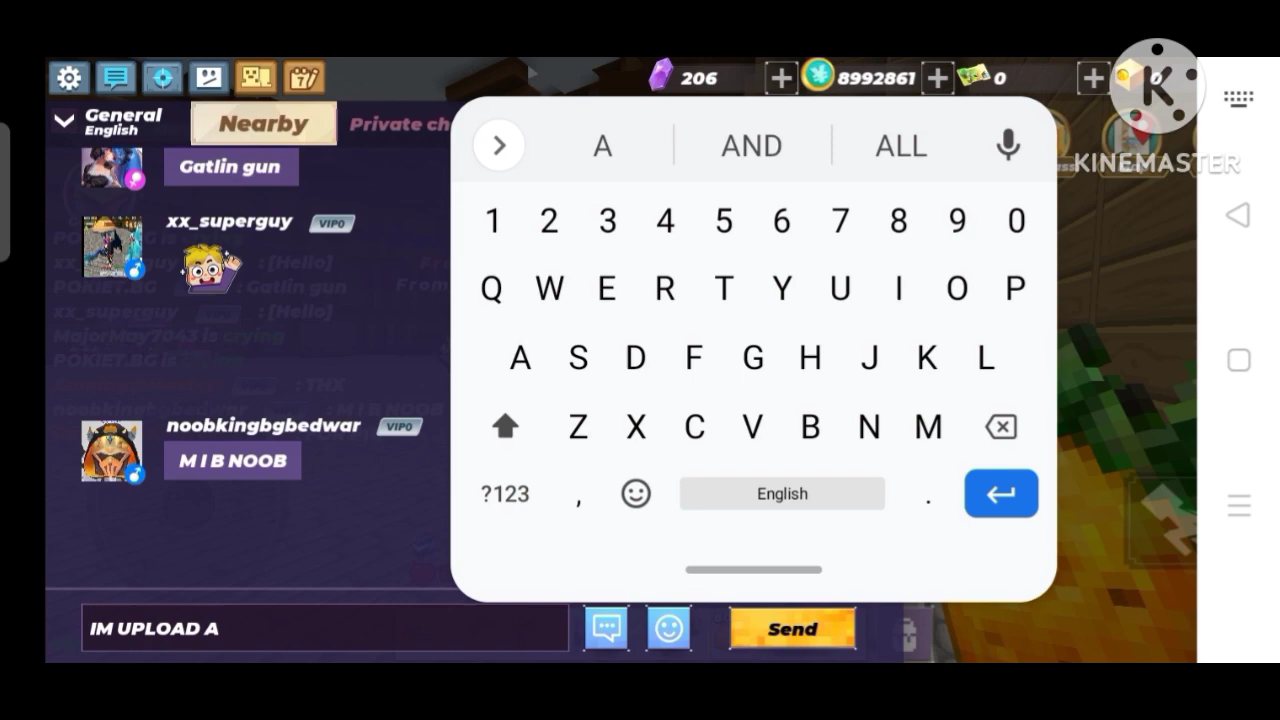 206
8992861
0
0
General
English
Nearby
Private ch
KINEMASTER
K
Gatlin gun
xx_superguy VIP0
noobkingbgbedwar VIP0
M I B NOOB
A AND ALL
1 2 3 4 5 6 7 8 9 0
Q W E R T Y U I O P
A S D F G H J K L
Z X C V B N M
?123 , English .
IM UPLOAD A
Send